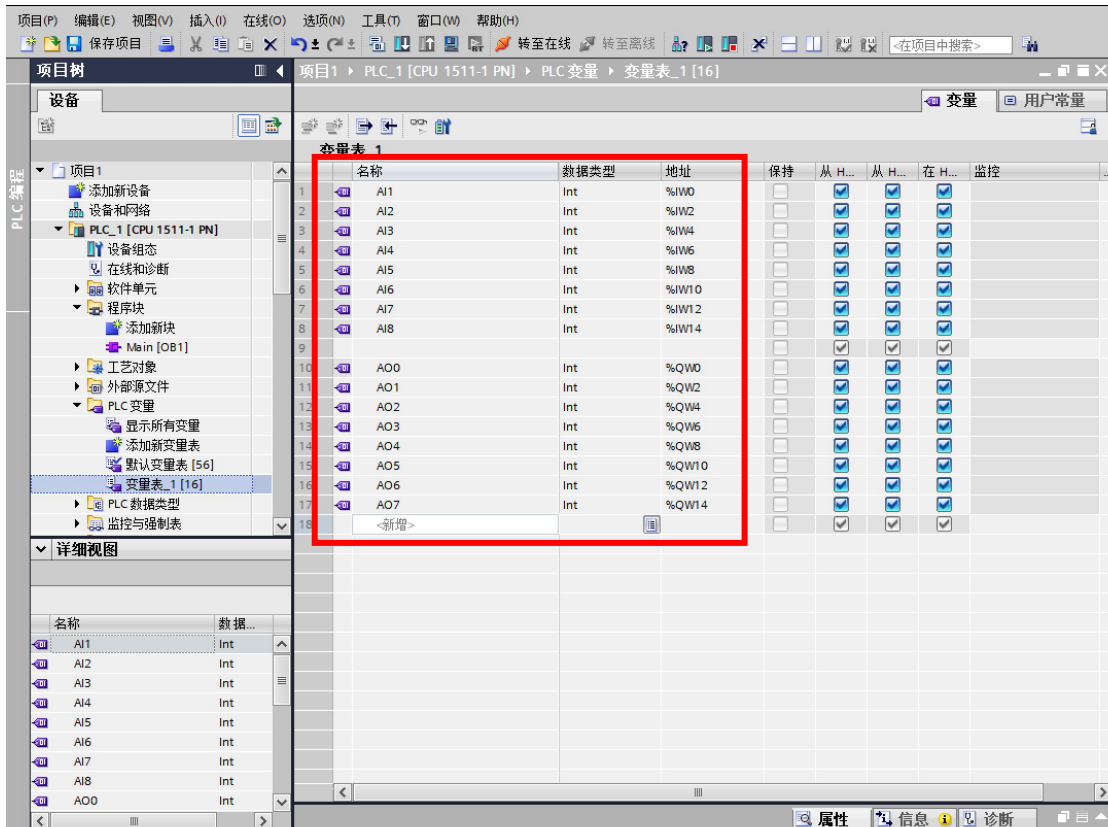 项目(P) 编辑(E) 视图(V) 插入(I) 在线(O) 选项(N) 工具(T) 窗口(W) 帮助(H)
保存项目 转至在线 转至离线 <在项目中搜索>
项目树
项目1 PLC_1 [CPU 1511-1 PN] PLC 变量 变量表_1 [16]
设备
变量 用户常量
变量表_1
PLC 编程
项目1
添加新设备
设备和网络
PLC_1 [CPU 1511-1 PN]
设备组态
在线和诊断
软件单元
程序块
添加新块
Main [OB1]
工艺对象
外部源文件
PLC 变量
显示所有变量
添加新变量表
默认变量表 [56]
变量表_1 [16]
PLC 数据类型
监控与强制表
名称 数据类型 地址 保持 从 H... 从 H... 在 H... 监控
1 AI1 Int %IW0
2 AI2 Int %IW2
3 AI3 Int %IW4
4 AI4 Int %IW6
5 AI5 Int %IW8
6 AI6 Int %IW10
7 AI7 Int %IW12
8 AI8 Int %IW14
9
10 AO0 Int %QW0
11 AO1 Int %QW2
12 AO2 Int %QW4
13 AO3 Int %QW6
14 AO4 Int %QW8
15 AO5 Int %QW10
16 AO6 Int %QW12
17 AO7 Int %QW14
18 <新增>
详细视图
名称 数据...
AI1 Int
AI2 Int
AI3 Int
AI4 Int
AI5 Int
AI6 Int
AI7 Int
AI8 Int
AO0 Int
属性 信息 诊断